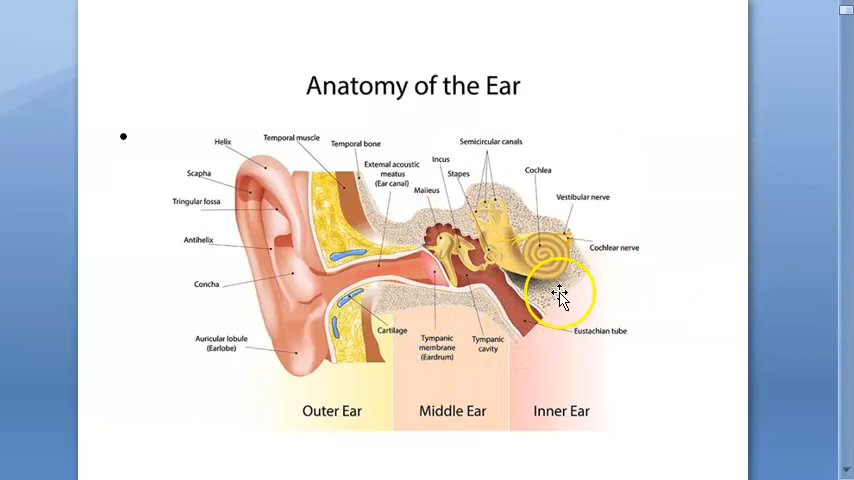 Anatomy of the Ear
Helix
Temporal muscle
Temporal bone
Semicircular canals
Incus
Scapha
External acoustic
meatus
(Ear canal)
Stapes
Cochlea
Malleus
Tringular fossa
Vestibular nerve
Antihelix
Cochlear nerve
Concha
Cartilage
Eustachian tube
Auricular lobule
(Earlobe)
Tympanic
membrane
(Eardrum)
Tympanic
cavity
Outer Ear
Middle Ear
Inner Ear